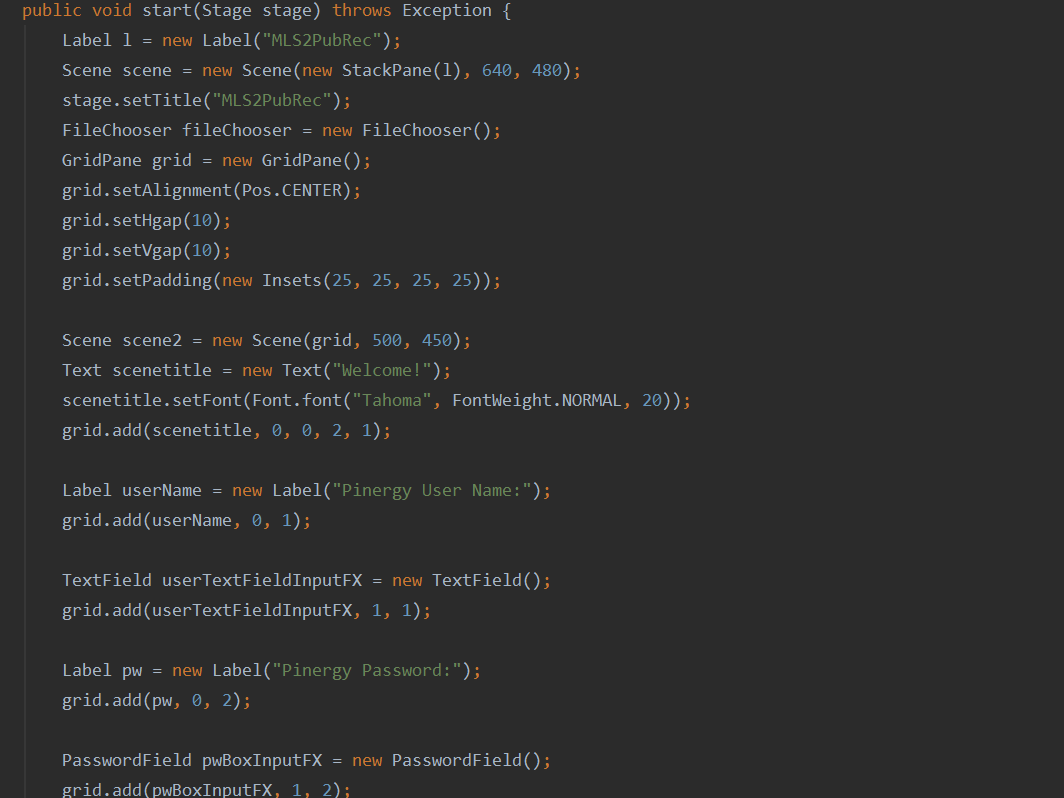 public void start(Stage stage) throws Exception {
Label l = new Label("MLS2PubRec");
Scene scene = new Scene(new StackPane(l), 640, 480);
stage.setTitle("MLS2PubRec");
FileChooser fileChooser = new FileChooser();
GridPane grid = new GridPane();
grid.setAlignment(Pos.CENTER);
grid.setHgap(10);
grid.setVgap(10);
grid.setPadding(new Insets(25, 25, 25, 25));
Scene scene2 = new Scene(grid, 500, 450);
Text scenetitle = new Text("Welcome!");
scenetitle.setFont(Font.font("Tahoma", FontWeight.NORMAL, 20));
grid.add(scenetitle, 0, 0, 2, 1);
Label userName = new Label("Pinergy User Name:");
grid.add(userName, 0, 1);
TextField userTextFieldInputFX = new TextField();
grid.add(userTextFieldInputFX, 1, 1);
Label pw = new Label("Pinergy Password:");
grid.add(pw, 0, 2);
PasswordField pwBoxInputFX = new PasswordField();
grid.add(pwBoxInputFX, 1, 2);